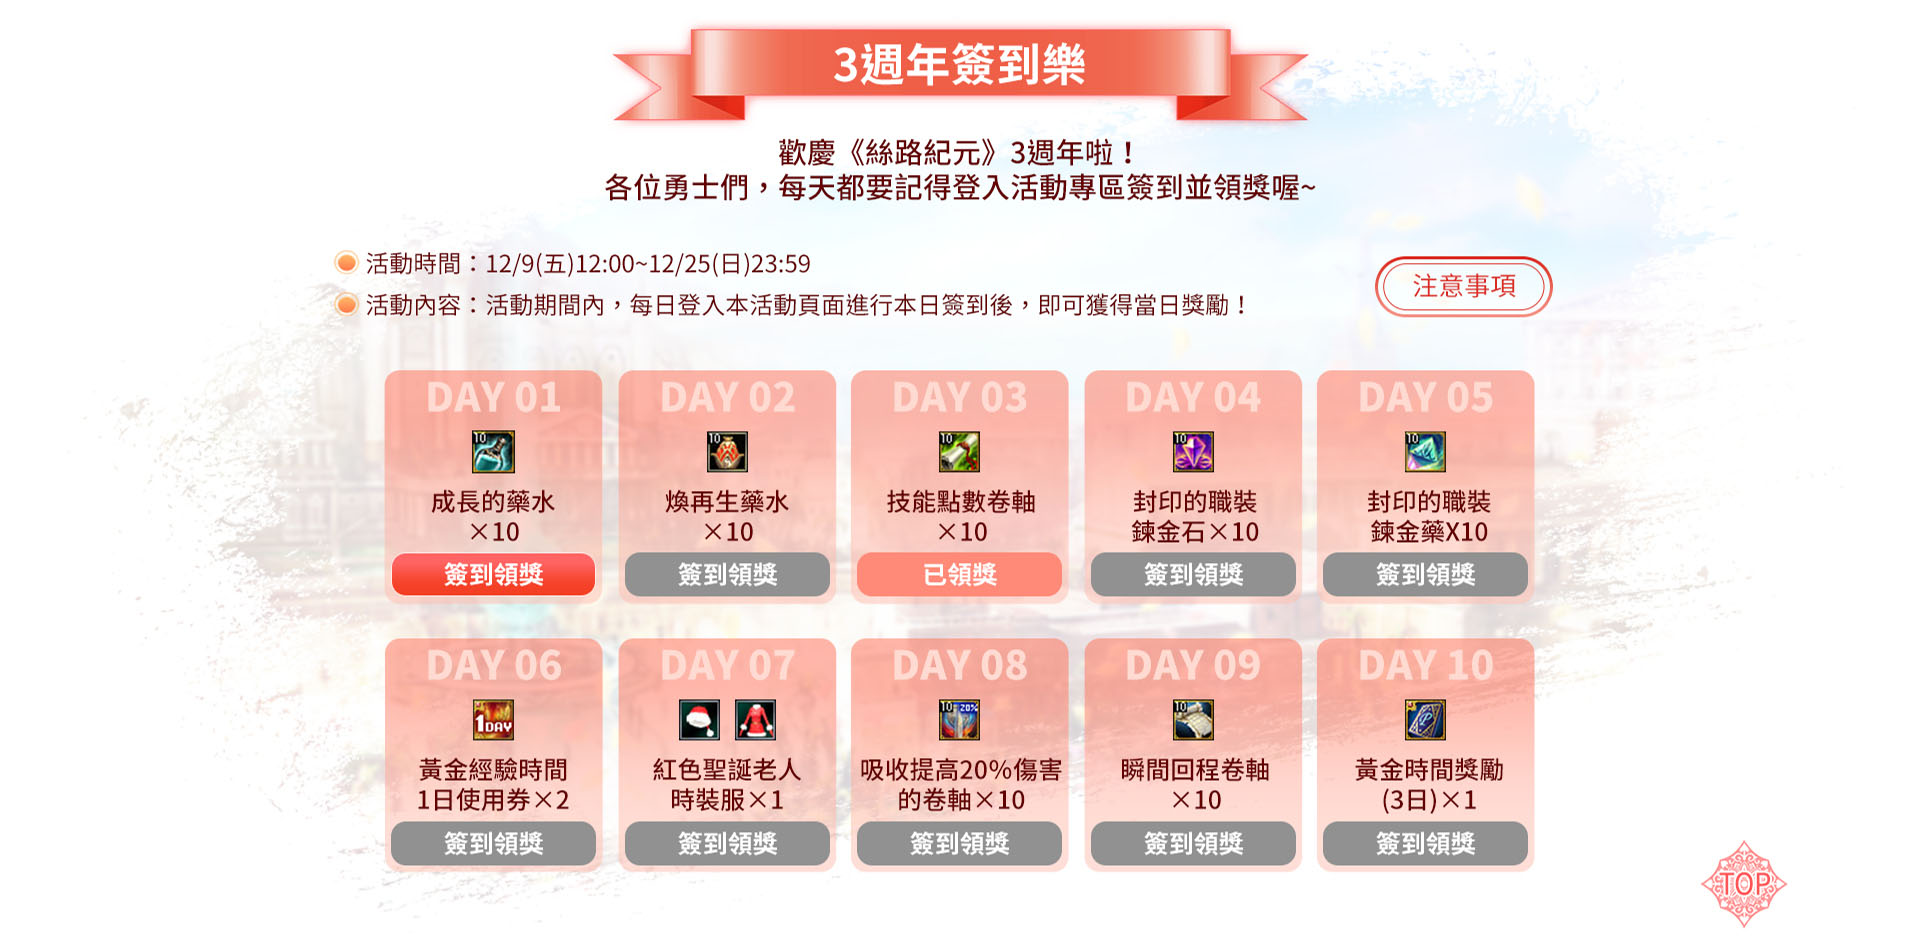 3週年簽到樂
歡慶《絲路紀元》3週年啦！
各位勇士們，每天都要記得登入活動專區簽到並領獎喔~
活動時間：12/9(五)12:00~12/25(日)23:59
活動內容：活動期間內，每日登入本活動頁面進行本日簽到後，即可獲得當日獎勵！
注意事項
DAY 01
10
成長的藥水
×10
簽到領獎
DAY 02
10
煥再生藥水
×10
簽到領獎
DAY 03
10
技能點數卷軸
×10
已領獎
DAY 04
10
封印的職裝
鍊金石×10
簽到領獎
DAY 05
10
封印的職裝
鍊金藥X10
簽到領獎
DAY 06
1DAY
黃金經驗時間
1日使用券×2
簽到領獎
DAY 07
紅色聖誕老人
時裝服×1
簽到領獎
DAY 08
10 20%
吸收提高20%傷害
的卷軸×10
簽到領獎
DAY 09
10
瞬間回程卷軸
×10
簽到領獎
DAY 10
P
黃金時間獎勵
(3日)×1
簽到領獎
TOP